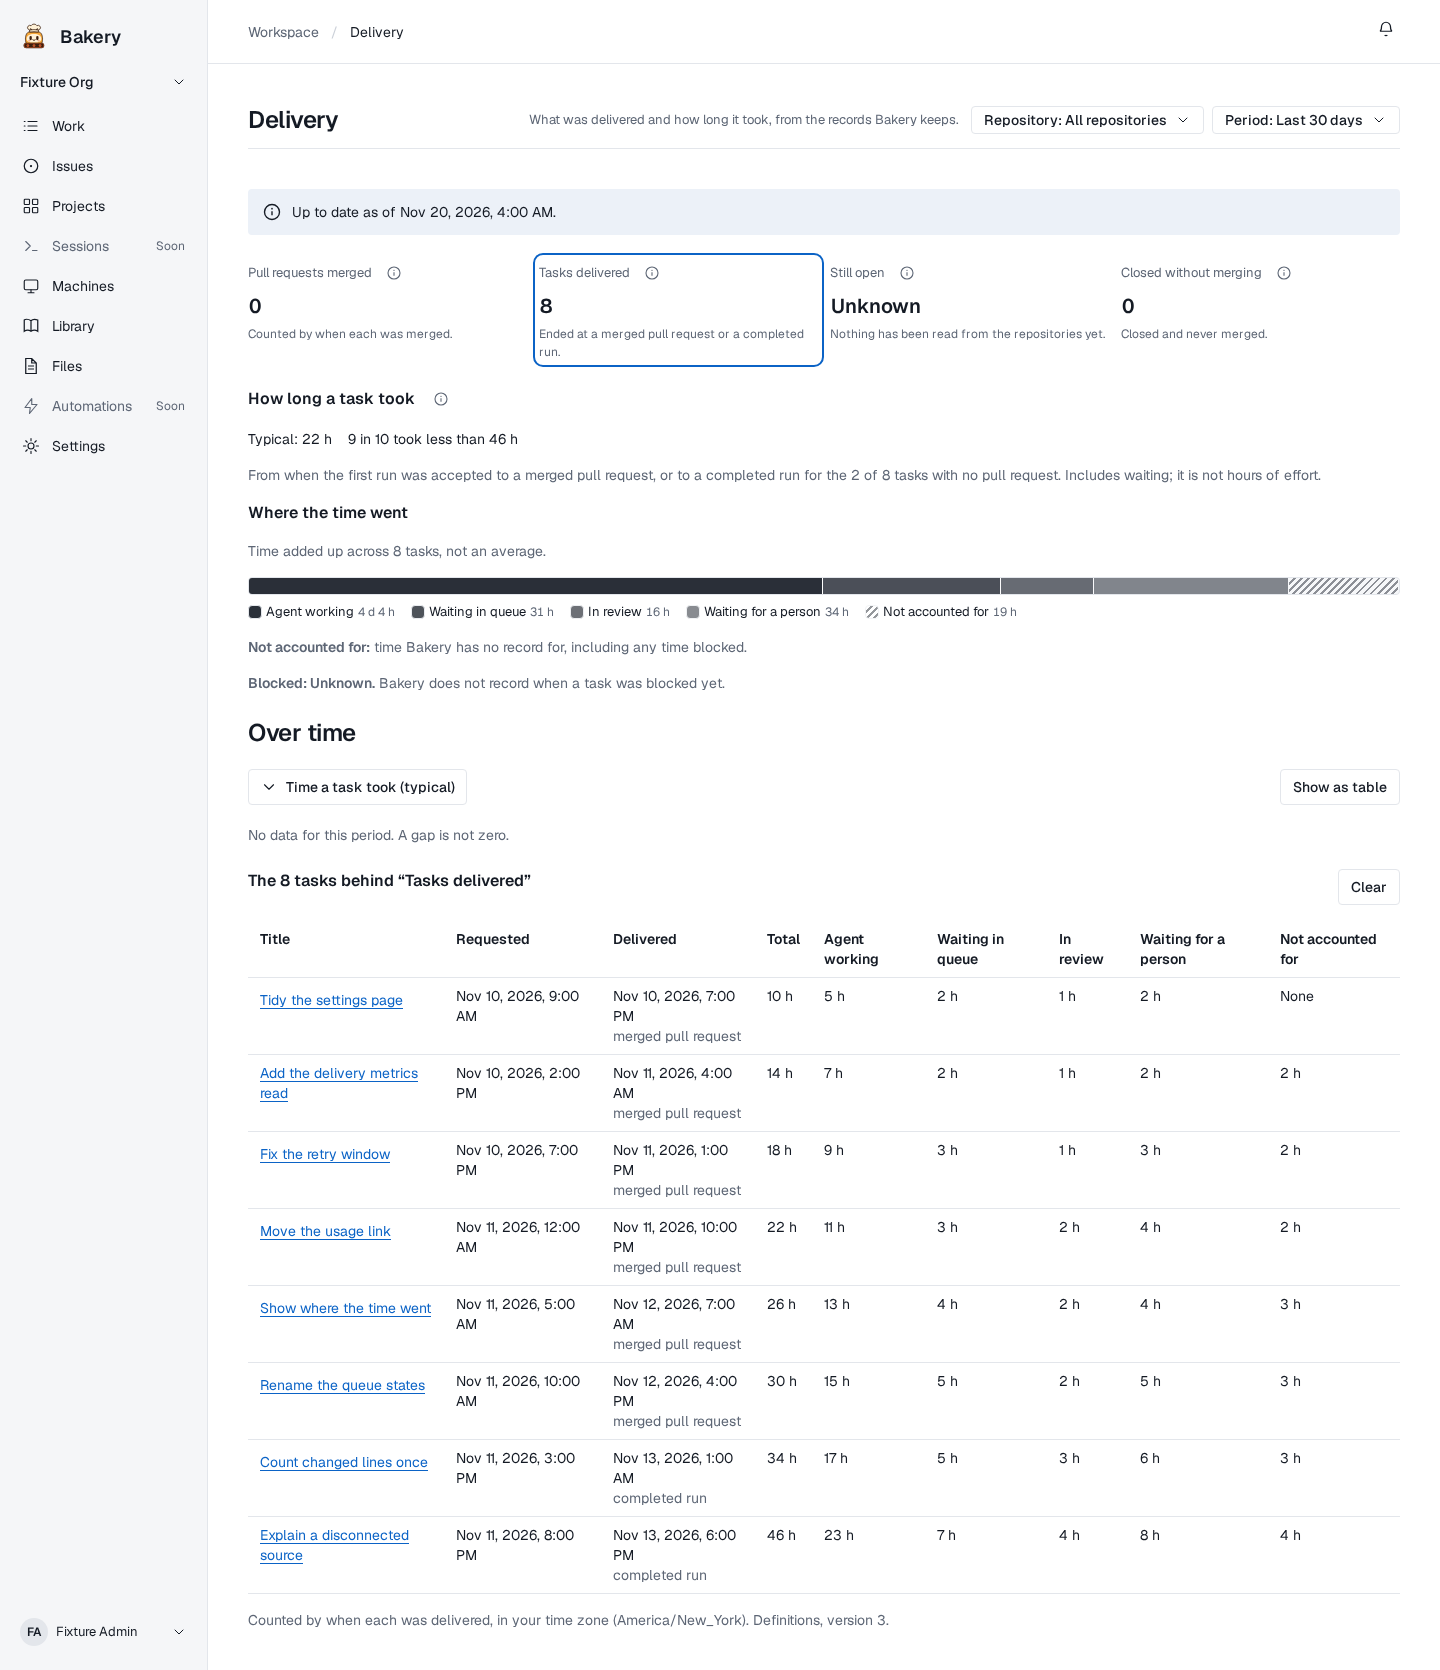 Bakery
Fixture Org
Work
Issues
Projects
Sessions Soon
Machines
Library
Files
Automations Soon
Settings
FA Fixture Admin
Workspace / Delivery
Delivery
What was delivered and how long it took, from the records Bakery keeps.
Repository: All repositories
Period: Last 30 days
Up to date as of Nov 20, 2026, 4:00 AM.
Pull requests merged
0
Counted by when each was merged.
Tasks delivered
8
Ended at a merged pull request or a completed
run.
Still open
Unknown
Nothing has been read from the repositories yet.
Closed without merging
0
Closed and never merged.
How long a task took
Typical: 22 h 9 in 10 took less than 46 h
From when the first run was accepted to a merged pull request, or to a completed run for the 2 of 8 tasks with no pull request. Includes waiting; it is not hours of effort.
Where the time went
Time added up across 8 tasks, not an average.
Agent working 4 d 4 h Waiting in queue 31 h In review 16 h Waiting for a person 34 h Not accounted for 19 h
Not accounted for: time Bakery has no record for, including any time blocked.
Blocked: Unknown. Bakery does not record when a task was blocked yet.
Over time
Time a task took (typical)
Show as table
No data for this period. A gap is not zero.
The 8 tasks behind “Tasks delivered”
Clear
Title Requested Delivered Total Agent Waiting in In Waiting for a Not accounted
working queue review person for
Tidy the settings page Nov 10, 2026, 9:00 Nov 10, 2026, 7:00 10 h 5 h 2 h 1 h 2 h None
AM PM
merged pull request
Add the delivery metrics Nov 10, 2026, 2:00 Nov 11, 2026, 4:00 14 h 7 h 2 h 1 h 2 h 2 h
read PM AM
merged pull request
Fix the retry window Nov 10, 2026, 7:00 Nov 11, 2026, 1:00 18 h 9 h 3 h 1 h 3 h 2 h
PM PM
merged pull request
Move the usage link Nov 11, 2026, 12:00 Nov 11, 2026, 10:00 22 h 11 h 3 h 2 h 4 h 2 h
AM PM
merged pull request
Show where the time went Nov 11, 2026, 5:00 Nov 12, 2026, 7:00 26 h 13 h 4 h 2 h 4 h 3 h
AM AM
merged pull request
Rename the queue states Nov 11, 2026, 10:00 Nov 12, 2026, 4:00 30 h 15 h 5 h 2 h 5 h 3 h
AM PM
merged pull request
Count changed lines once Nov 11, 2026, 3:00 Nov 13, 2026, 1:00 34 h 17 h 5 h 3 h 6 h 3 h
PM AM
completed run
Explain a disconnected Nov 11, 2026, 8:00 Nov 13, 2026, 6:00 46 h 23 h 7 h 4 h 8 h 4 h
source PM PM
completed run
Counted by when each was delivered, in your time zone (America/New_York). Definitions, version 3.